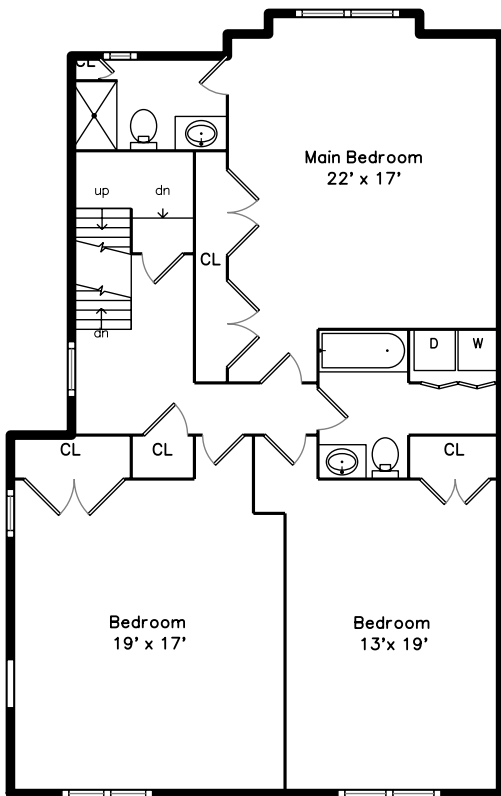 CL
Main Bedroom
22' x 17'
up
dn
CL
dn
D
W
CL
CL
CL
Bedroom
19' x 17'
Bedroom
13'x 19'